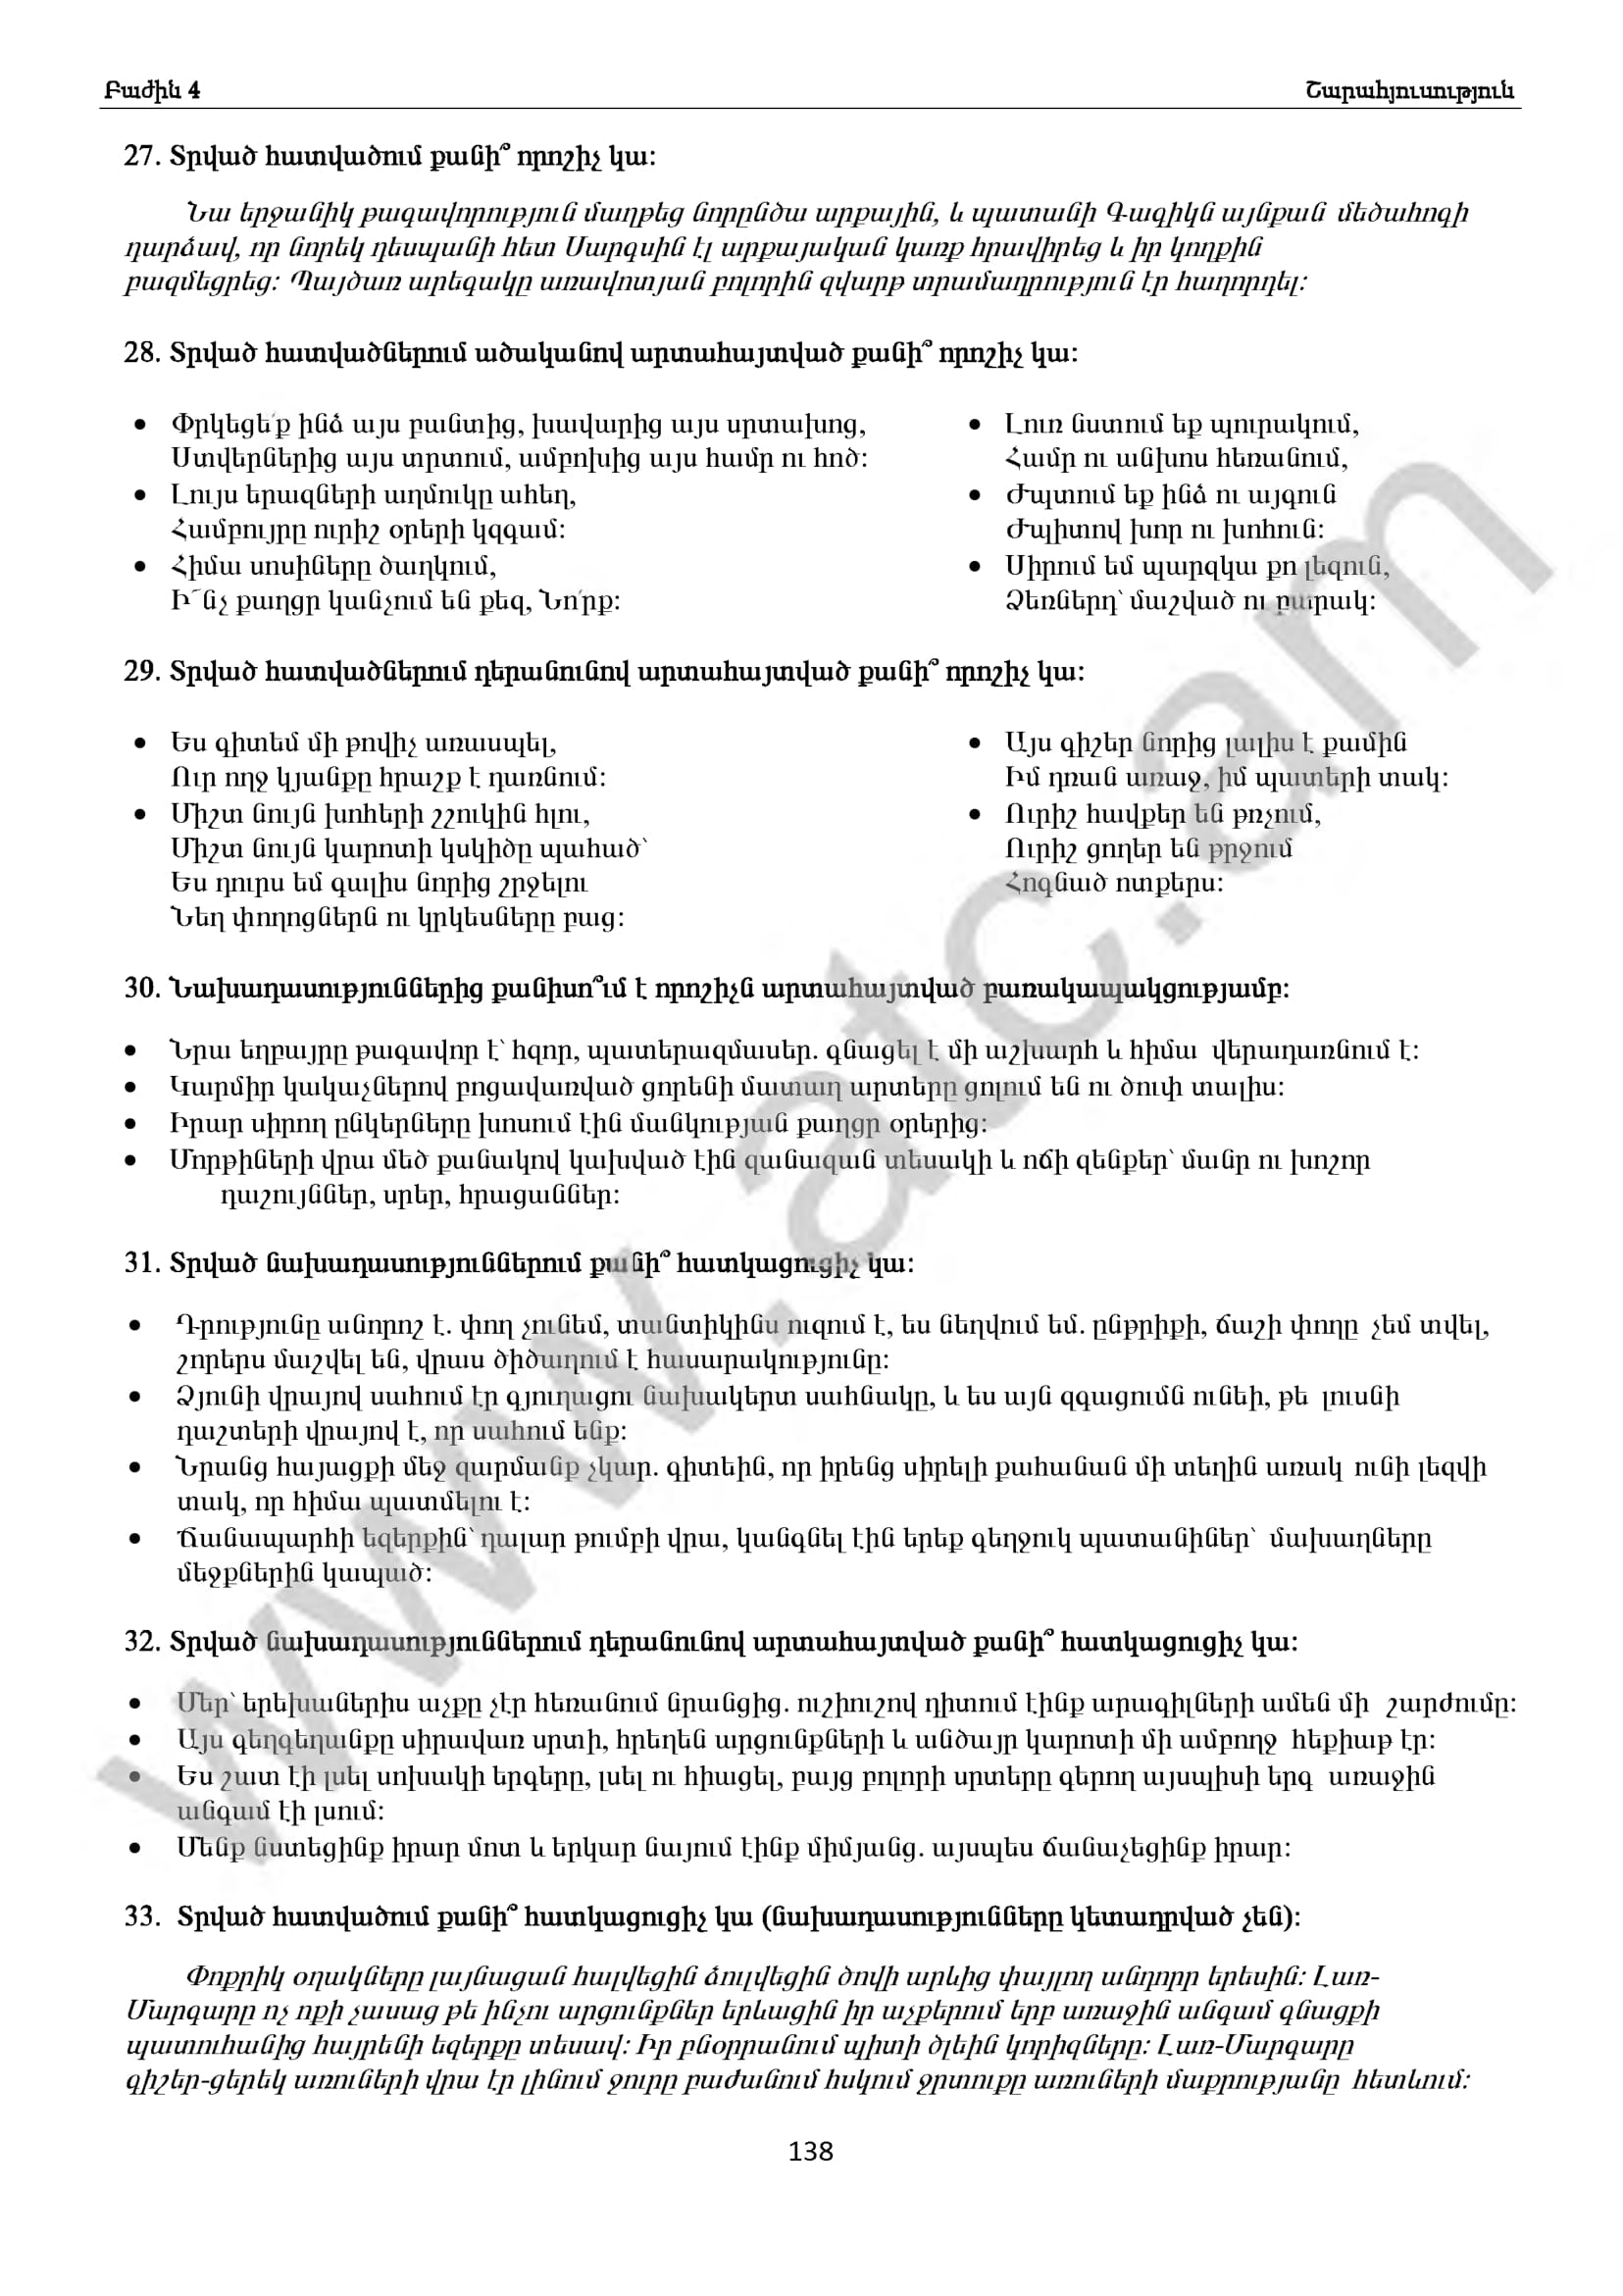 Բաժին 4
Շարահյուսություն
27. Տրված հատվածում քանի՞ որոշիչ կա:
Նա երջանիկ թագավորություն մաղթեց նորընծա արքային, և պատանի Գագիկն այնքան մեծահոգի
դարձավ, որ նորեկ դեսպանի հետ Սարգսին էլ արքայական կառք հրավիրեց և իր կողքին
բազմեցրեց: Պայծառ արեգակը առավոտյան բոլորին զվարթ տրամադրություն էր հաղորդել:
28. Տրված հատվածներում ածականով արտահայտված քանի՞ որոշիչ կա:
• Փրկեցե՛ք ինձ այս բանտից, խավարից այս սրտախոց,
Ստվերներից այս տրտում, ամբոխից այս համր ու հոծ:
• Լույս երազների աղմուկը ահեղ,
Համբույրը ուրիշ օրերի կզգամ:
• Հիմա սոսիները ծաղկում,
Ի՜նչ քաղցր կանչում են քեզ, Նո՛րք:
• Լուռ նստում եք պուրակում,
Համր ու անխոս հեռանում,
• Ժպտում եք ինձ ու այգուն
Ժպիտով խոր ու խոհուն:
• Սիրում եմ պարզկա քո լեզուն,
Ձեռներդ՝ մաշված ու բարակ:
29. Տրված հատվածներում դերանունով արտահայտված քանի՞ որոշիչ կա:
• Ես գիտեմ մի թովիչ առասպել,
Ուր ողջ կյանքը հրաշք է դառնում:
• Միշտ նույն խոհերի շշուկին հլու,
Միշտ նույն կարոտի կսկիծը պահած՝
Ես դուրս եմ գալիս նորից շրջելու
Նեղ փողոցներն ու կրկեսները բաց:
• Այս գիշեր նորից լալիս է քամին
Իմ դռան առաջ, իմ պատերի տակ:
• Ուրիշ հավքեր են թռչում,
Ուրիշ ցողեր են թրջում
Հոգնած ոտքերս:
30. Նախադասություններից քանիսո՞ւմ է որոշիչն արտահայտված բառակապակցությամբ:
• Նրա եղբայրը թագավոր է՝ հզոր, պատերազմասեր. գնացել է մի աշխարհ և հիմա վերադառնում է:
• Կարմիր կակաչներով բոցավառված ցորենի մատաղ արտերը ցոլում են ու ծուփ տալիս:
• Իրար սիրող ընկերները խոսում էին մանկության քաղցր օրերից:
• Մորթիների վրա մեծ քանակով կախված էին զանազան տեսակի և ոճի զենքեր՝ մանր ու խոշոր
դաշույններ, սրեր, հրացաններ:
31. Տրված նախադասություններում քանի՞ հատկացուցիչ կա:
• Դրությունը անորոշ է. փող չունեմ, տանտիկինս ուզում է, ես նեղվում եմ. ընթրիքի, ճաշի փողը չեմ տվել,
շորերս մաշվել են, վրաս ծիծաղում է հասարակությունը:
• Ձյունի վրայով սահում էր գյուղացու նախակերտ սահնակը, և ես այն զգացումն ունեի, թե լուսնի
դաշտերի վրայով է, որ սահում ենք:
• Նրանց հայացքի մեջ զարմանք չկար. գիտեին, որ իրենց սիրելի քահանան մի տեղին առակ ունի լեզվի
տակ, որ հիմա պատմելու է:
• Ճանապարհի եզերքին՝ դալար թումբի վրա, կանգնել էին երեք գեղջուկ պատանիներ՝ մախաղները
մեջքներին կապած:
32. Տրված նախադասություններում դերանունով արտահայտված քանի՞ հատկացուցիչ կա:
• Մեր՝ երեխաներիս աչքը չէր հեռանում նրանցից. ուշիուշով դիտում էինք արագիլների ամեն մի շարժումը:
• Այս գեղգեղանքը սիրավառ սրտի, հրեղեն արցունքների և անծայր կարոտի մի ամբողջ հեքիաթ էր:
• Ես շատ էի լսել սոխակի երգերը, լսել ու հիացել, բայց բոլորի սրտերը գերող այսպիսի երգ առաջին
անգամ էի լսում:
• Մենք նստեցինք իրար մոտ և երկար նայում էինք միմյանց. այսպես ճանաչեցինք իրար:
33. Տրված հատվածում քանի՞ հատկացուցիչ կա (նախադասությունները կետադրված չեն):
Փոքրիկ օղակները լայնացան հալվեցին ձուլվեցին ծովի արևից փայլող անդորր երեսին: Լառ-
Մարգարը ոչ ոքի չասաց թե ինչու արցունքներ երևացին իր աչքերում երբ առաջին անգամ գնացքի
պատուհանից հայրենի եզերքը տեսավ: Իր բնօրրանում պիտի ծլեին կորիզները: Լառ-Մարգարը
գիշեր-ցերեկ առուների վրա էր լինում ջուրը բաժանում հսկում ջրտուքը առուների մաքրությանը հետևում:
138
www.atc.am